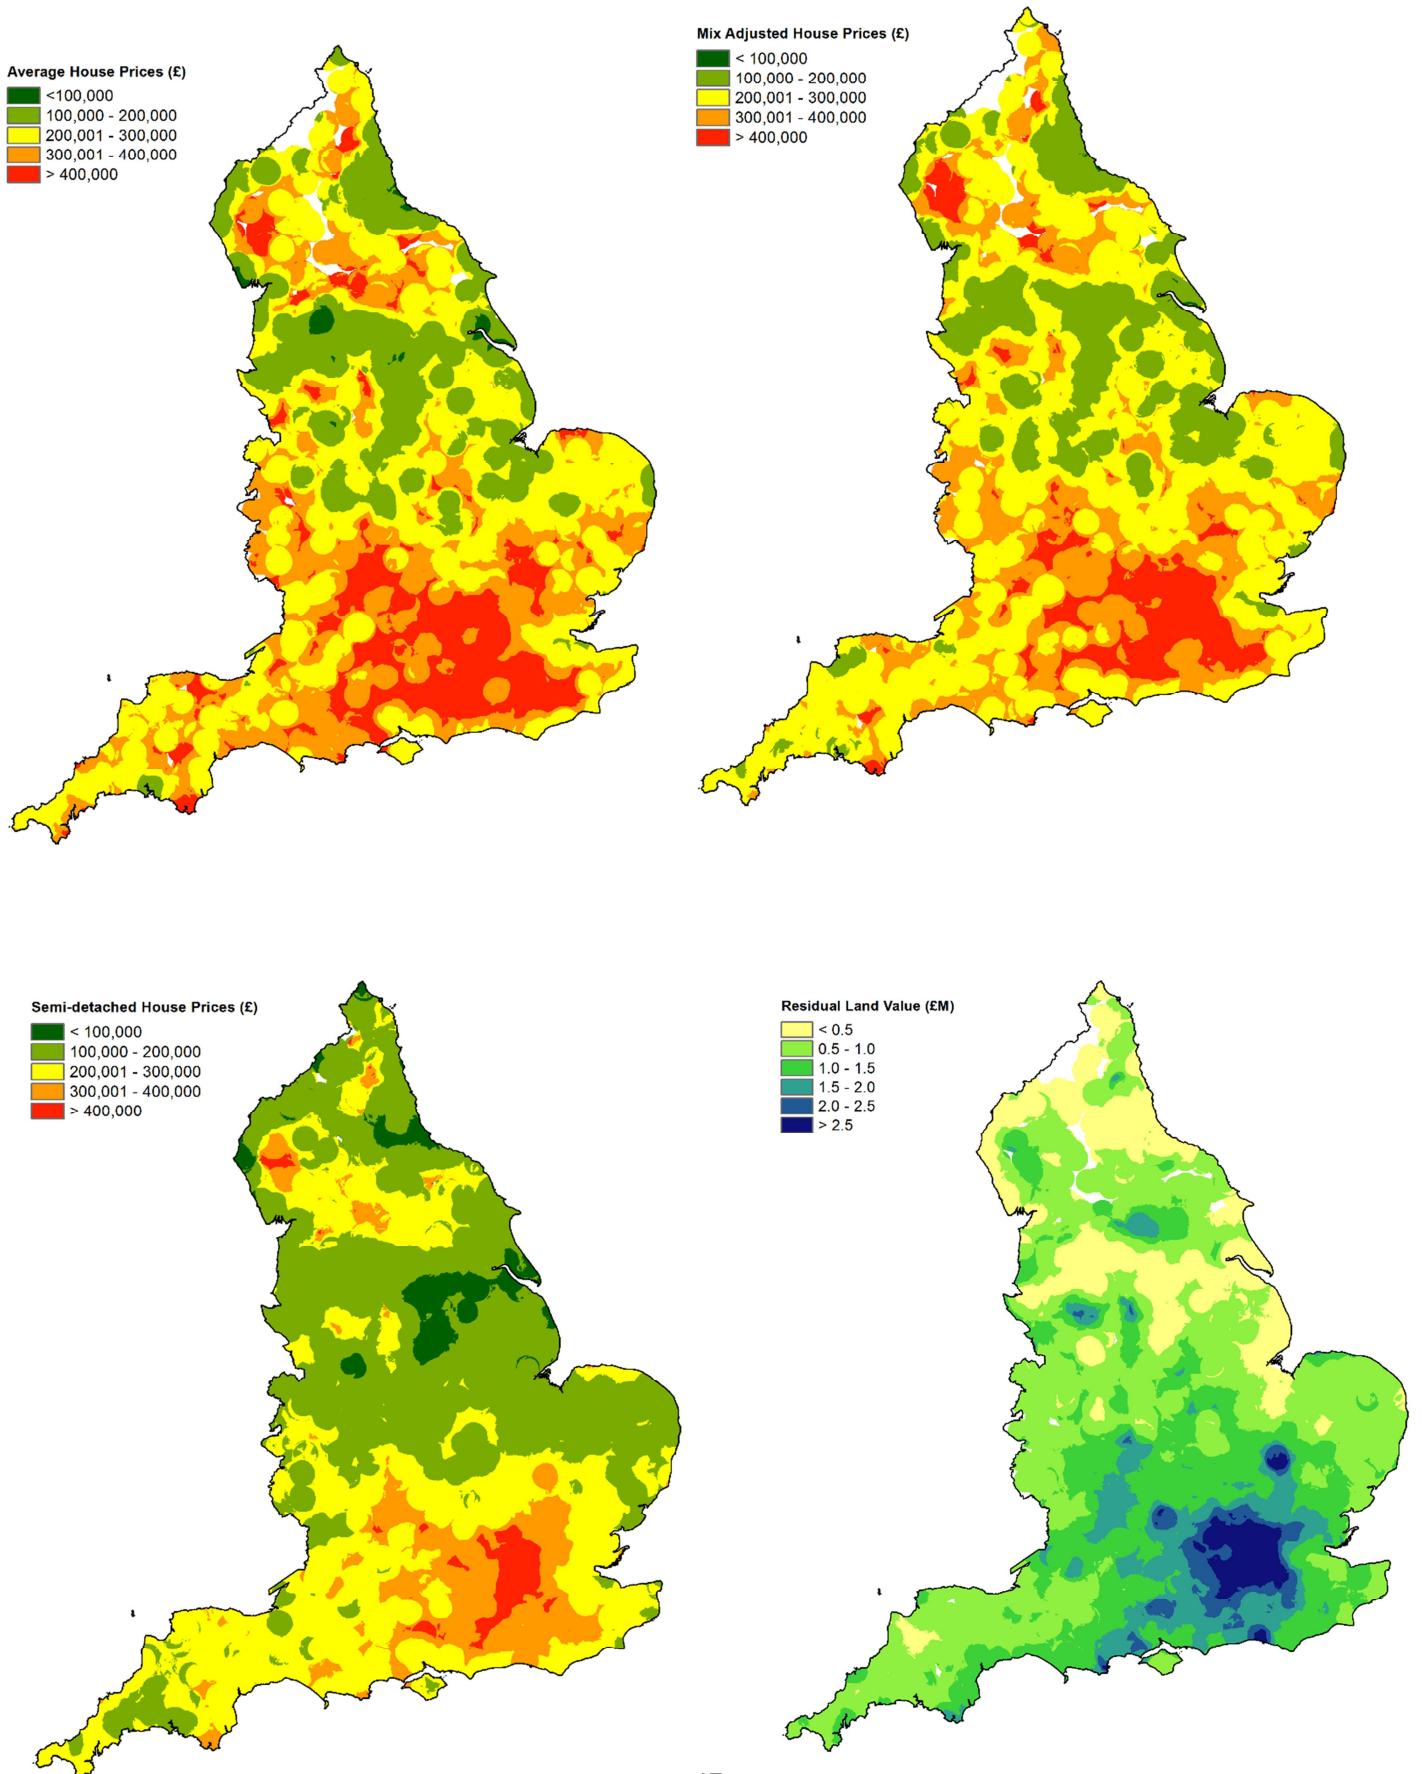 Average House Prices (£)
<100,000
100,000 - 200,000
200,001 - 300,000
300,001 - 400,000
> 400,000
Mix Adjusted House Prices (£)
< 100,000
100,000 - 200,000
200,001 - 300,000
300,001 - 400,000
> 400,000
Semi-detached House Prices (£)
< 100,000
100,000 - 200,000
200,001 - 300,000
300,001 - 400,000
> 400,000
Residual Land Value (£M)
< 0.5
0.5 - 1.0
1.0 - 1.5
1.5 - 2.0
2.0 - 2.5
> 2.5